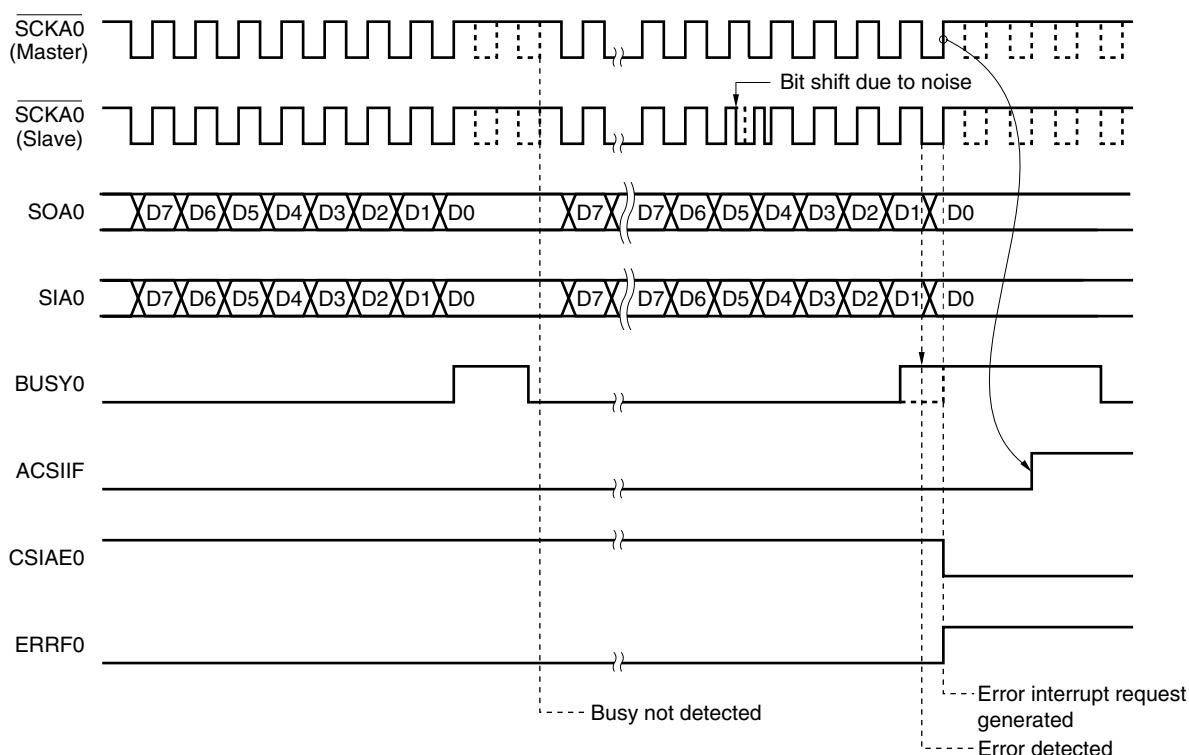 SCKA0
(Master)
Bit shift due to noise
SCKA0
(Slave)
SOA0 D7 D6 D5 D4 D3 D2 D1 D0 D7 D7 D6 D5 D4 D3 D2 D1 D0
SIA0 D7 D6 D5 D4 D3 D2 D1 D0 D7 D7 D6 D5 D4 D3 D2 D1 D0
BUSY0
ACSIIF
CSIAE0
ERRF0
Busy not detected
Error interrupt request
generated
Error detected